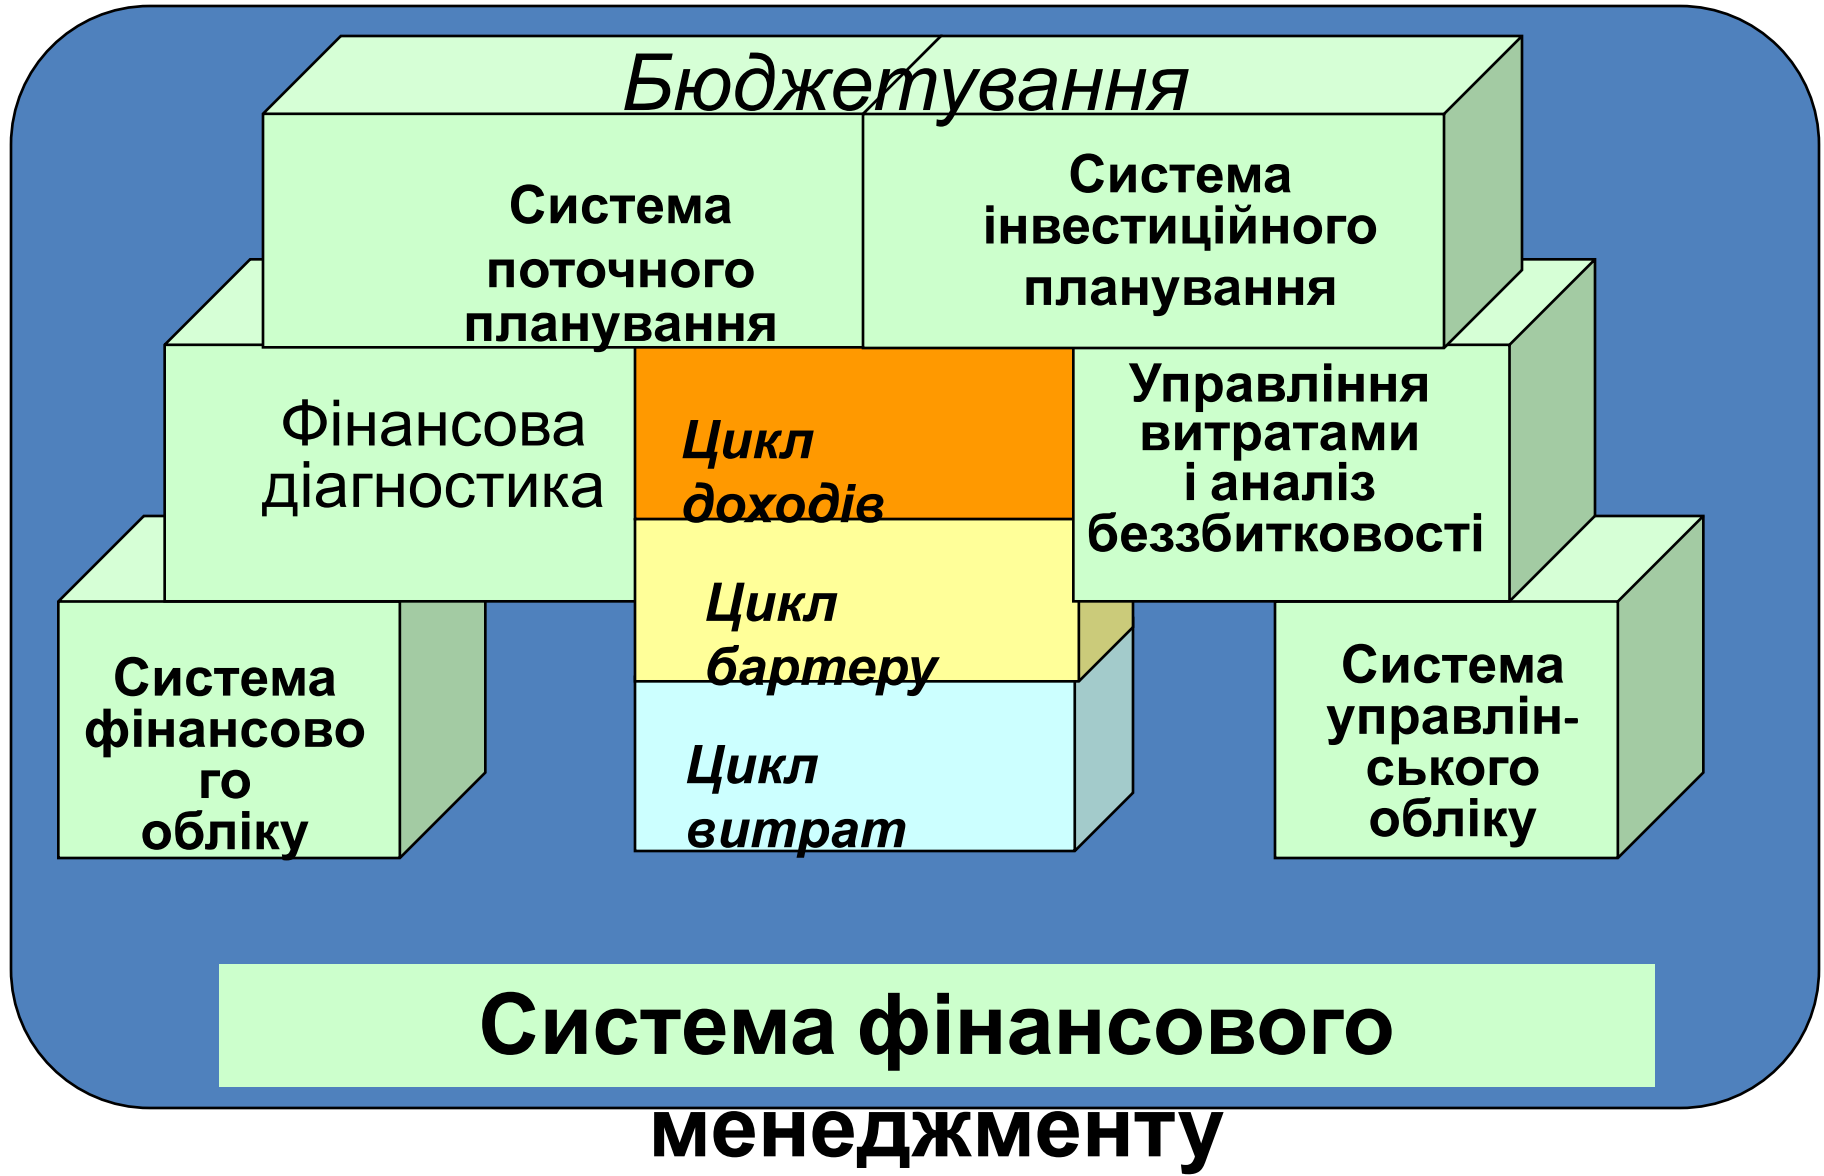 Бюджетування
Система
поточного
планування
Система
інвестиційного
планування
Фінансова
діагностика
Цикл
доходів
Управління
витратами
і аналіз
беззбитковості
Цикл
бартеру
Система
фінансово
го
обліку
Цикл
витрат
Система
управлін-
ського
обліку
Система фінансового
менеджменту